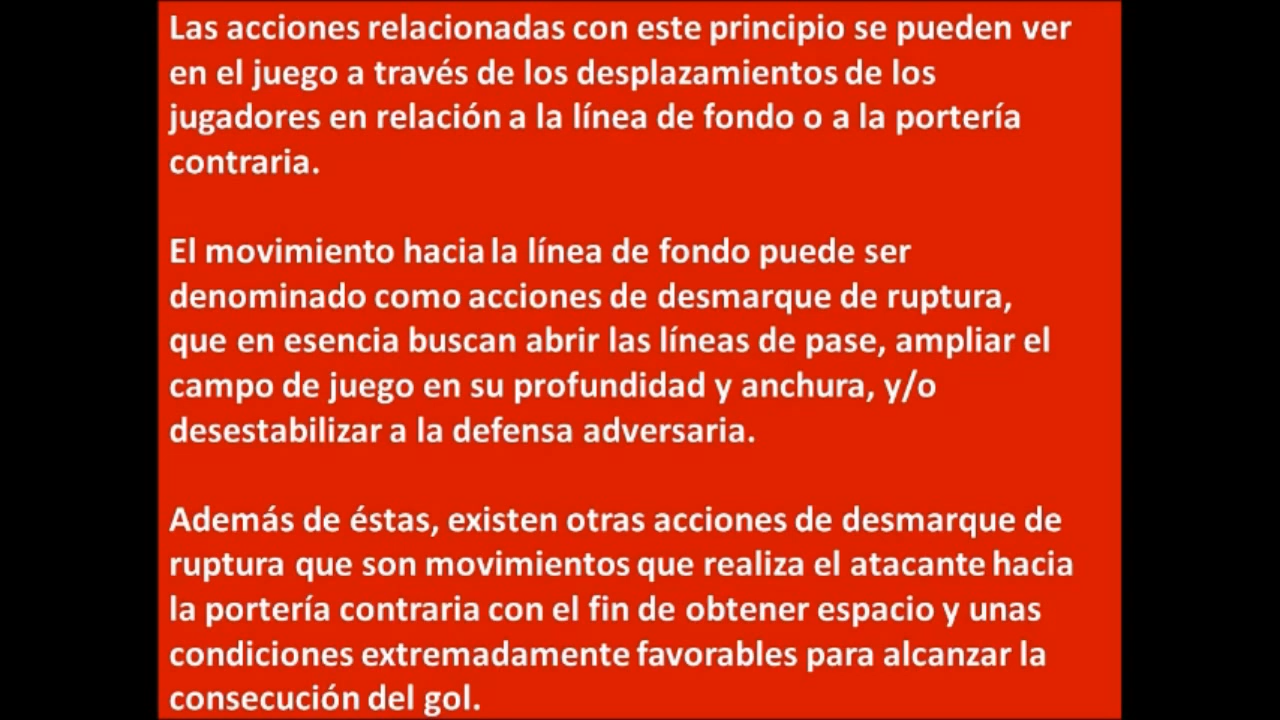 Las acciones relacionadas con este principio se pueden ver
en el juego a través de los desplazamientos de los
jugadores en relación a la línea de fondo o a la portería
contraria.
El movimiento hacia la línea de fondo puede ser
denominado como acciones de desmarque de ruptura,
que en esencia buscan abrir las líneas de pase, ampliar el
campo de juego en su profundidad y anchura, y/o
desestabilizar a la defensa adversaria.
Además de éstas, existen otras acciones de desmarque de
ruptura que son movimientos que realiza el atacante hacia
la portería contraria con el fin de obtener espacio y unas
condiciones extremadamente favorables para alcanzar la
consecución del gol.